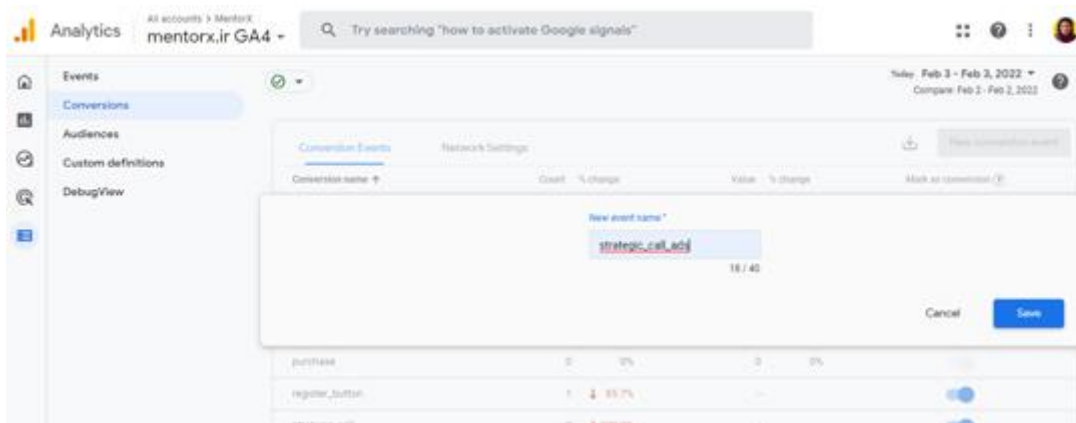 All accounts > MentorX
Analytics
mentorx.ir GA4
Try searching "how to activate Google signals"
Events
Conversions
Audiences
Custom definitions
DebugView
Today Feb 3 - Feb 3, 2022
Compare: Feb 2 - Feb 2, 2022
Conversion Events Network Settings New conversion event
Conversion name Count % change Value % change Mark as conversion
New event name *
strategic_call_ads
18 / 40
Cancel Save
purchase 0 0% 0 0%
register_button 1